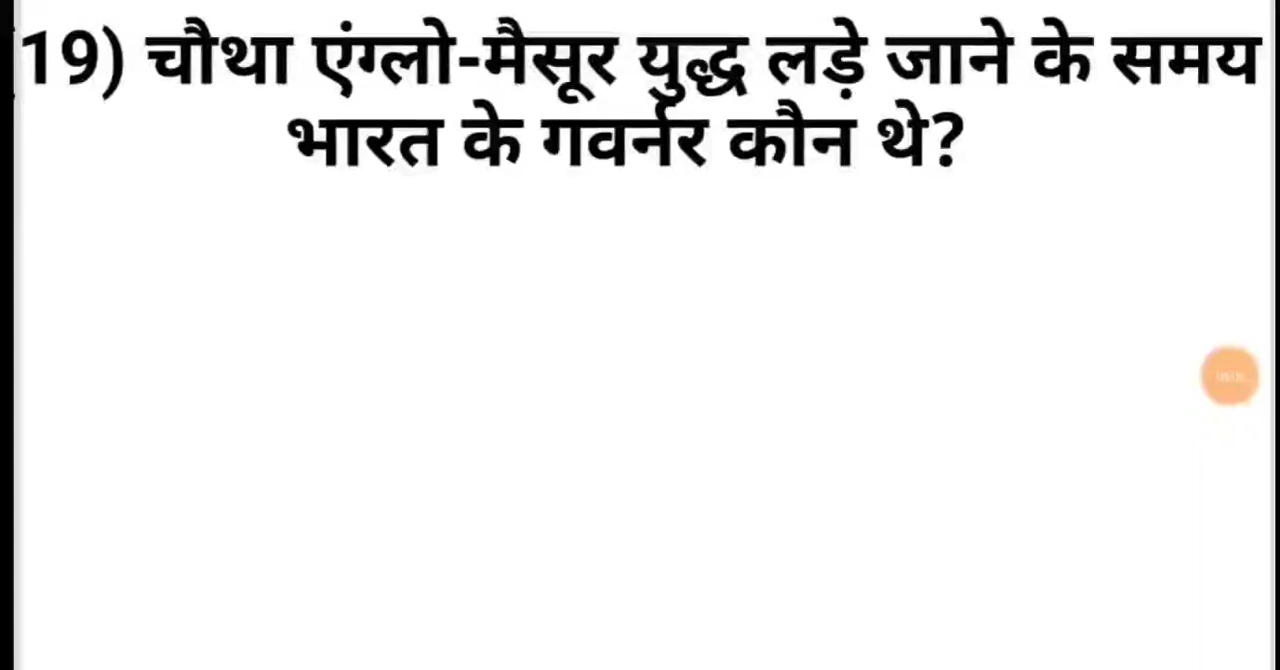 19) चौथा एंग्लो-मैसूर युद्ध लड़े जाने के समय
भारत के गवर्नर कौन थे?